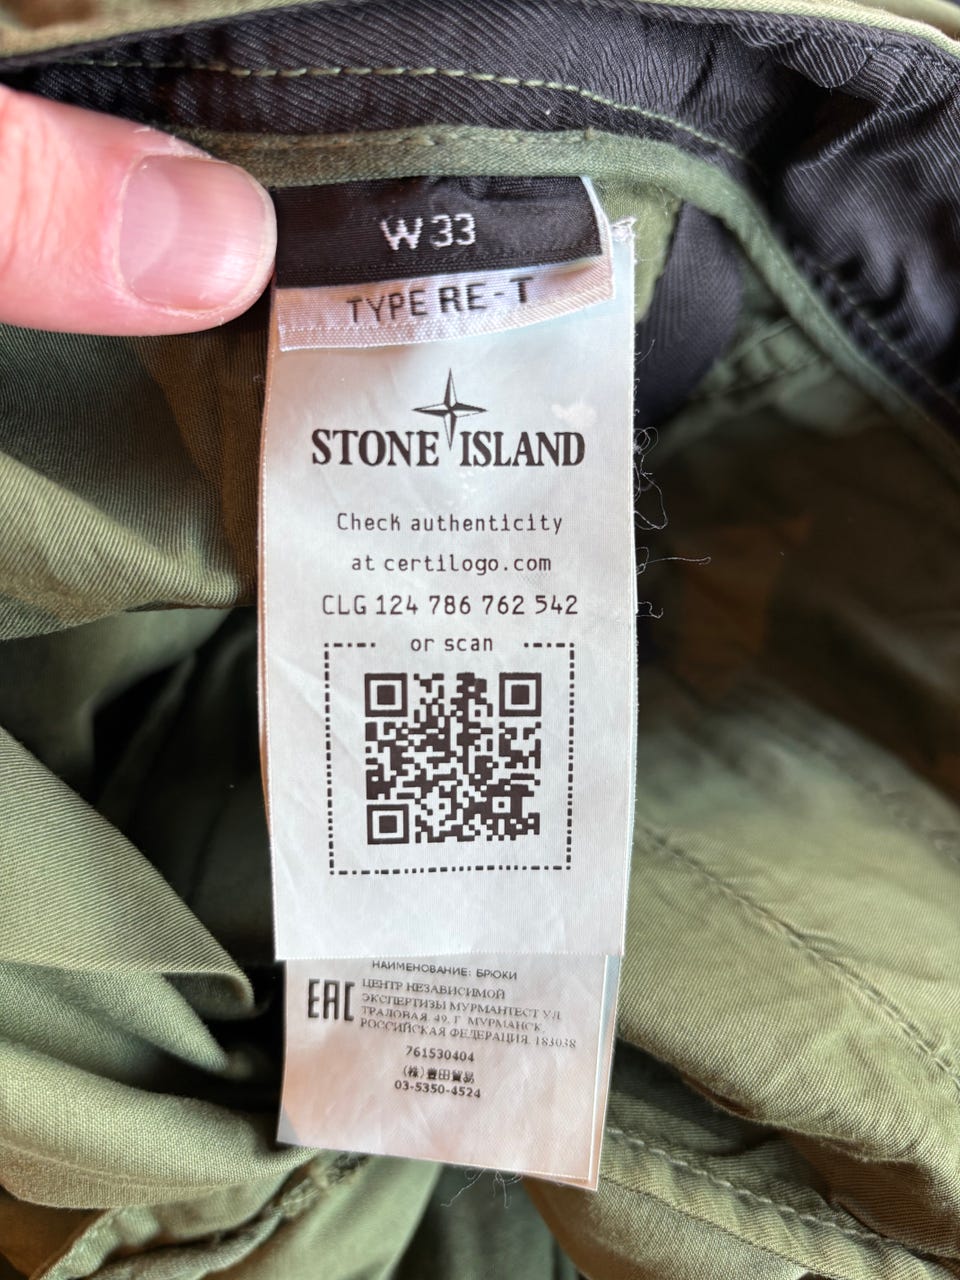 W 33
TYPE RE-T
STONE ISLAND
Check authenticity
at certilogo.com
CLG 124 786 762 542
or scan
НАИМЕНОВАНИЕ: БРЮКИ
EAC
ЦЕНТР НЕЗАВИСИМОЙ
ЭКСПЕРТИЗЫ МУРМАНТЕСТ УЛ.
ТРАЛОВАЯ, 49, Г. МУРМАНСК,
РОССИЙСКАЯ ФЕДЕРАЦИЯ, 183038
761530404
(株)豊田貿易
03-5350-4524